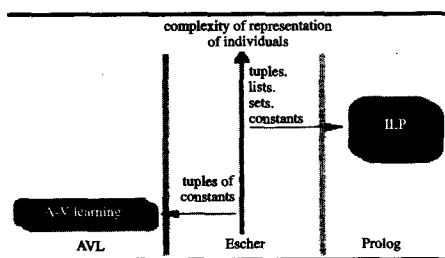 complexity of representation
of individuals
tuples.
lists.
sets.
constants
ILP
tuples of
constants
A-V learning
AVL
Escher
Prolog